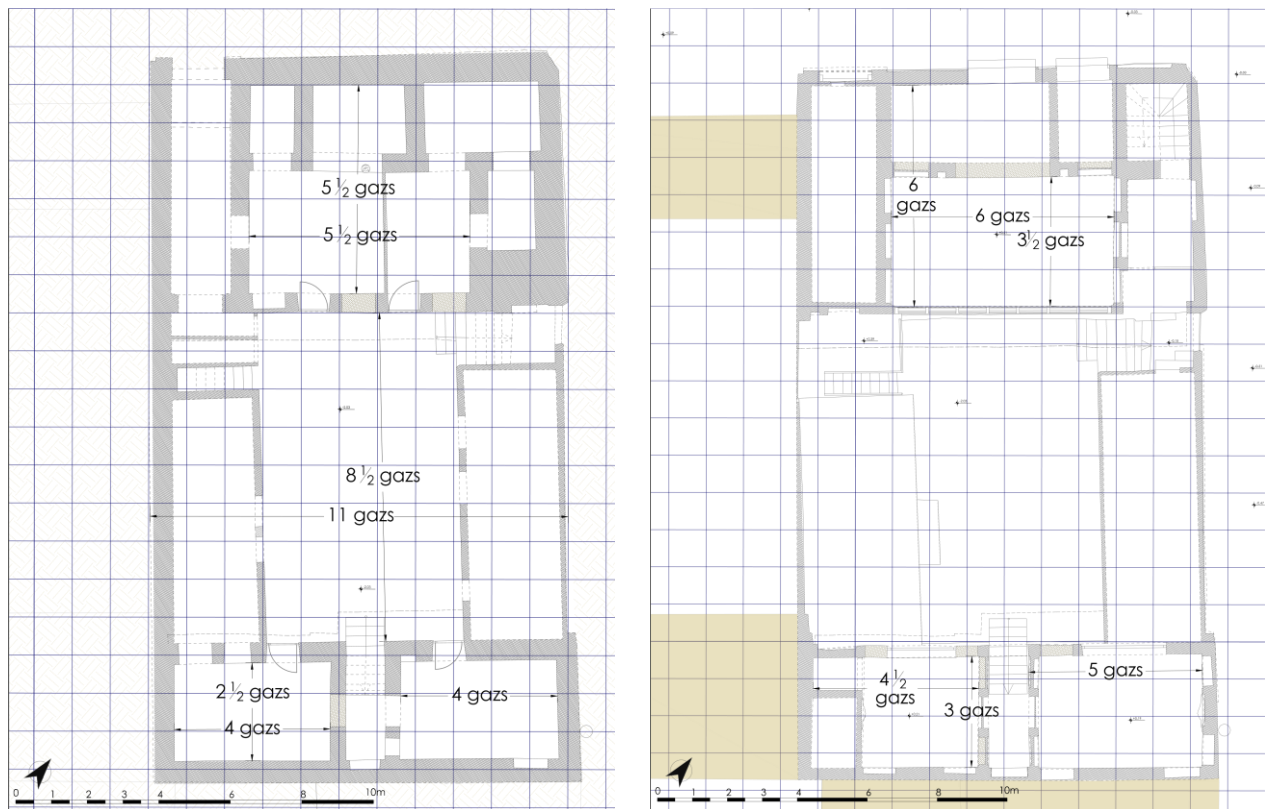 5 ½ gazs
5 ½ gazs
8 ½ gazs
11 gazs
2 ½ gazs
4 gazs
4 gazs
0 1 2 3 4 6 8 10m
6
gazs
6 gazs
3 ½ gazs
4 ½
gazs
3 gazs
5 gazs
0 1 2 3 4 6 8 10m